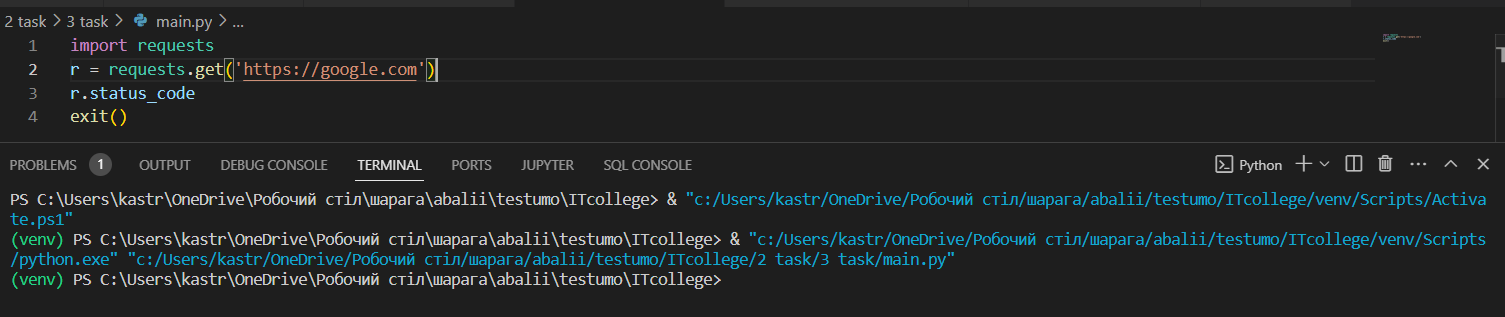 2 task > 3 task > main.py > ...
1 import requests
2 r = requests.get('https://google.com')
3 r.status_code
4 exit()
PROBLEMS 1 OUTPUT DEBUG CONSOLE TERMINAL PORTS JUPYTER SQL CONSOLE Python
PS C:\Users\kastr\OneDrive\Робочий стіл\шарага\abalii\testumo\ITcollege> & "c:/Users/kastr/OneDrive/Робочий стіл/шарага/abalii/testumo/ITcollege/venv/Scripts/Activa
te.ps1"
(venv) PS C:\Users\kastr\OneDrive\Робочий стіл\шарага\abalii\testumo\ITcollege> & "c:/Users/kastr/OneDrive/Робочий стіл/шарага/abalii/testumo/ITcollege/venv/Scripts
/python.exe" "c:/Users/kastr/OneDrive/Робочий стіл/шарага/abalii/testumo/ITcollege/2 task/3 task/main.py"
(venv) PS C:\Users\kastr\OneDrive\Робочий стіл\шарага\abalii\testumo\ITcollege>